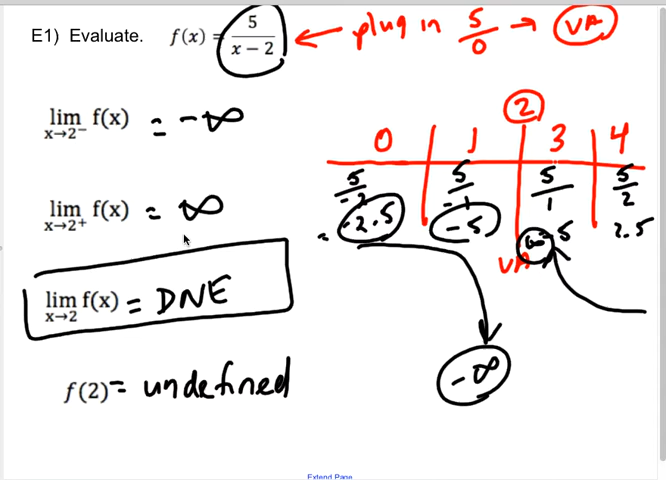 E1) Evaluate. f(x) = 5/(x − 2) ← plug in 5/0 → VA
lim x→2⁻ f(x) = -∞
2
0 1 3 4
5/-2 5/-1 5/1 5/2
= -2.5 -5 = 5 2.5
lim x→2⁺ f(x) = ∞
VA
lim x→2 f(x) = DNE
-∞
f(2) = undefined
Extend Page